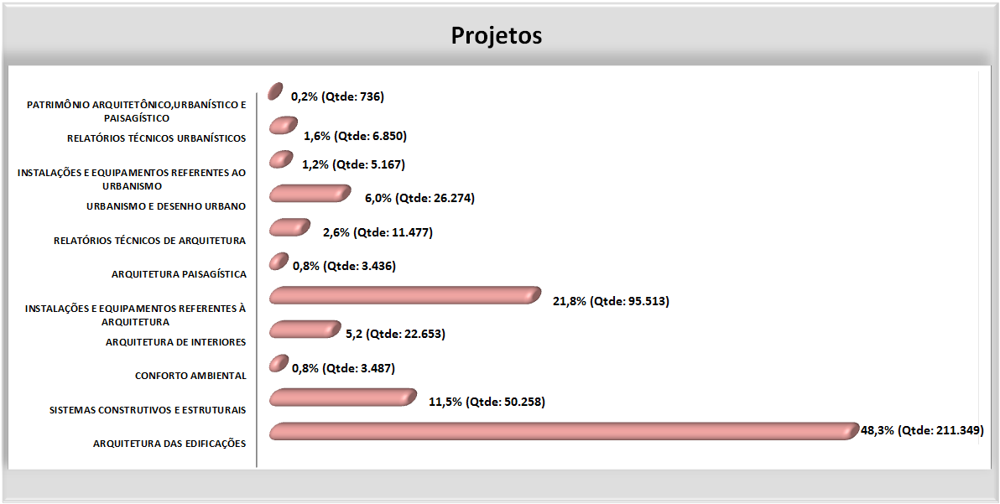 Projetos
PATRIMÔNIO ARQUITETÔNICO,URBANÍSTICO E
PAISAGÍSTICO
0,2% (Qtde: 736)
RELATÓRIOS TÉCNICOS URBANÍSTICOS
1,6% (Qtde: 6.850)
INSTALAÇÕES E EQUIPAMENTOS REFERENTES AO
URBANISMO
1,2% (Qtde: 5.167)
URBANISMO E DESENHO URBANO
6,0% (Qtde: 26.274)
RELATÓRIOS TÉCNICOS DE ARQUITETURA
2,6% (Qtde: 11.477)
ARQUITETURA PAISAGÍSTICA
0,8% (Qtde: 3.436)
INSTALAÇÕES E EQUIPAMENTOS REFERENTES À
ARQUITETURA
21,8% (Qtde: 95.513)
ARQUITETURA DE INTERIORES
5,2 (Qtde: 22.653)
CONFORTO AMBIENTAL
0,8% (Qtde: 3.487)
SISTEMAS CONSTRUTIVOS E ESTRUTURAIS
11,5% (Qtde: 50.258)
ARQUITETURA DAS EDIFICAÇÕES
48,3% (Qtde: 211.349)